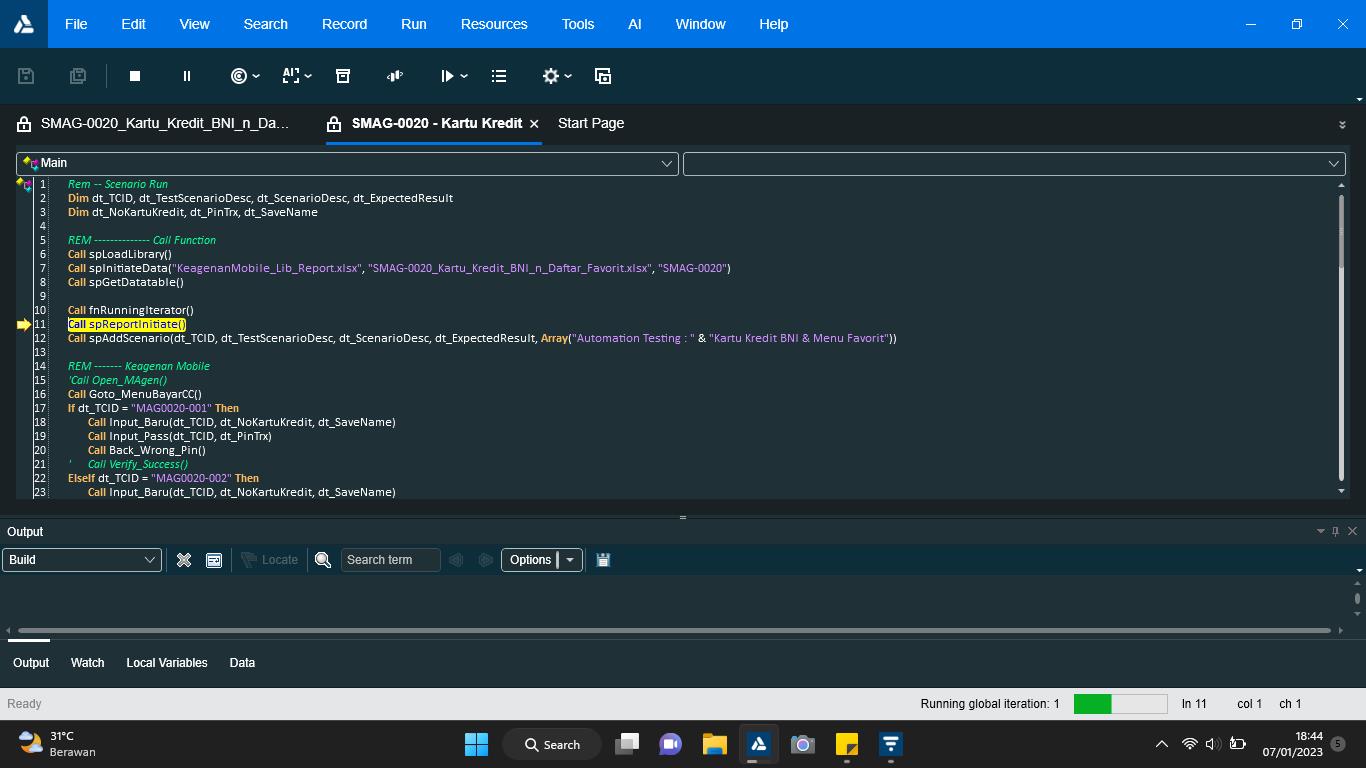 File Edit View Search Record Run Resources Tools AI Window Help
SMAG-0020_Kartu_Kredit_BNI_n_Da... SMAG-0020 - Kartu Kredit Start Page
Main
1 Rem -- Scenario Run
2 Dim dt_TCID, dt_TestScenarioDesc, dt_ScenarioDesc, dt_ExpectedResult
3 Dim dt_NoKartuKredit, dt_PinTrx, dt_SaveName
4
5 REM -------------- Call Function
6 Call spLoadLibrary()
7 Call spInitiateData("KeagenanMobile_Lib_Report.xlsx", "SMAG-0020_Kartu_Kredit_BNI_n_Daftar_Favorit.xlsx", "SMAG-0020")
8 Call spGetDatatable()
9
10 Call fnRunningIterator()
11 Call spReportInitiate()
12 Call spAddScenario(dt_TCID, dt_TestScenarioDesc, dt_ScenarioDesc, dt_ExpectedResult, Array("Automation Testing : " & "Kartu Kredit BNI & Menu Favorit"))
13
14 REM ------- Keagenan Mobile
15 'Call Open_MAgen()
16 Call Goto_MenuBayarCC()
17 If dt_TCID = "MAG0020-001" Then
18 Call Input_Baru(dt_TCID, dt_NoKartuKredit, dt_SaveName)
19 Call Input_Pass(dt_TCID, dt_PinTrx)
20 Call Back_Wrong_Pin()
21 ' Call Verify_Success()
22 ElseIf dt_TCID = "MAG0020-002" Then
23 Call Input_Baru(dt_TCID, dt_NoKartuKredit, dt_SaveName)
Output
Build Locate Search term Options
Output Watch Local Variables Data
Ready Running global iteration: 1 ln 11 col 1 ch 1
31°C
Berawan
Search
18:44
07/01/2023
5